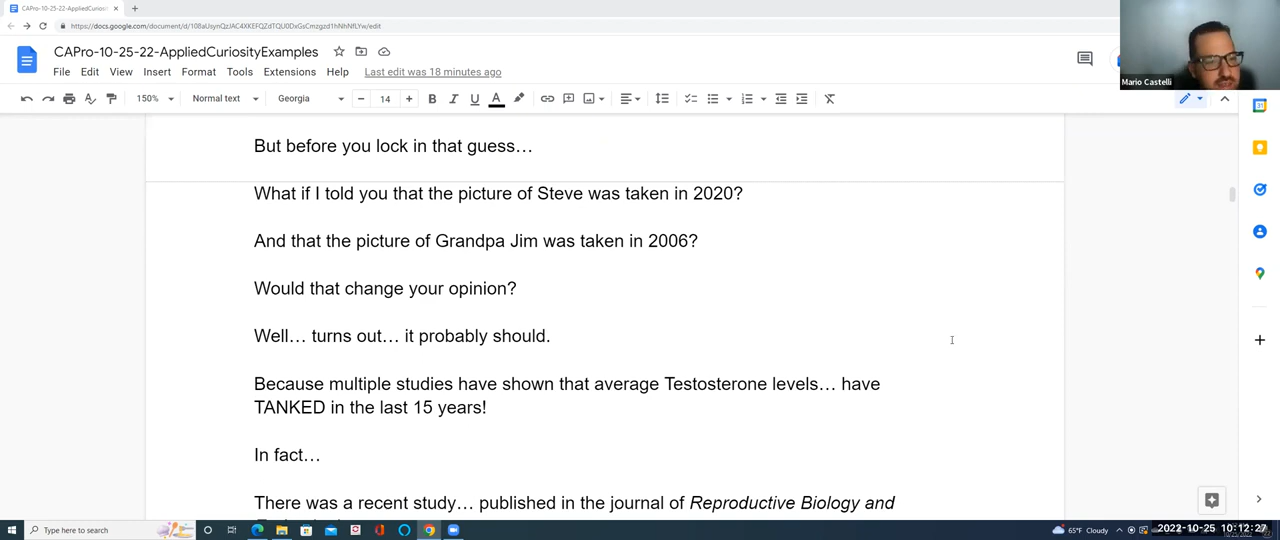 CAPro-10-25-22-AppliedCuriosityExamples
CAPro-10-25-22-AppliedCuriosityExamples
File Edit View Insert Format Tools Extensions Help Last edit was 18 minutes ago
150% Normal text Georgia 14 B I U A
Mario Castelli
But before you lock in that guess…
What if I told you that the picture of Steve was taken in 2020?
And that the picture of Grandpa Jim was taken in 2006?
Would that change your opinion?
Well… turns out… it probably should.
Because multiple studies have shown that average Testosterone levels… have
TANKED in the last 15 years!
In fact…
There was a recent study… published in the journal of Reproductive Biology and
Type here to search
65°F Cloudy
2022-10-25 10:12:27